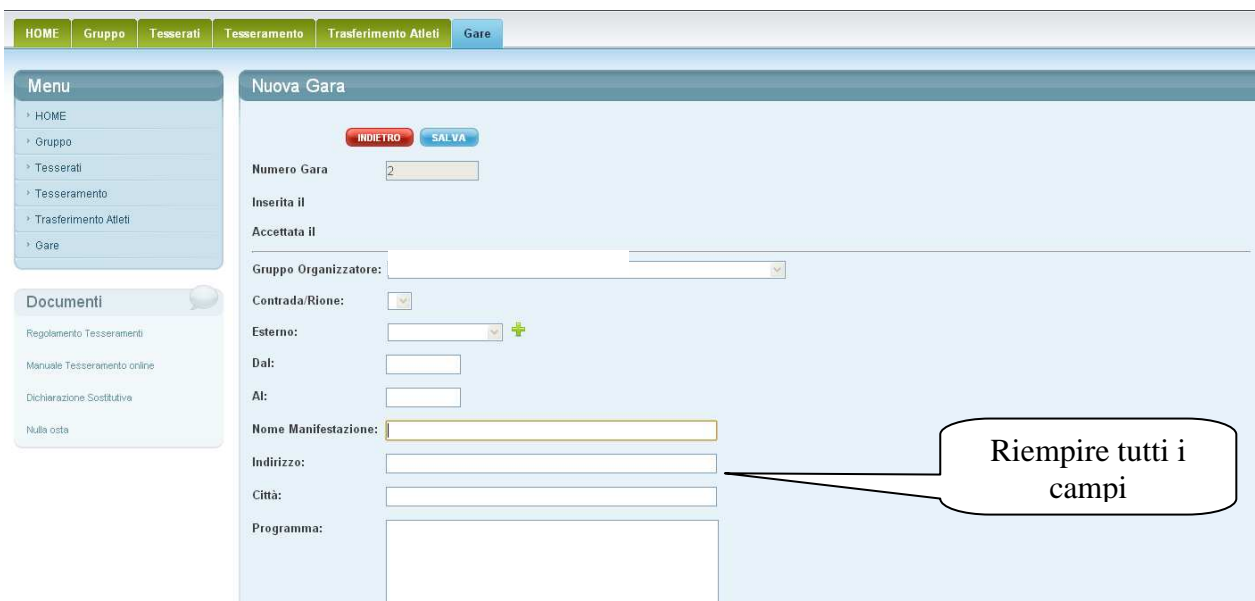 HOME Gruppo Tesserati Tesseramento Trasferimento Atleti Gare
Menu
HOME
Gruppo
Tesserati
Tesseramento
Trasferimento Atleti
Gare
Documenti
Regolamento Tesseramenti
Manuale Tesseramento online
Dichiarazione Sostitutiva
Nulla osta
Nuova Gara
INDIETRO SALVA
Numero Gara 2
Inserita il
Accettata il
Gruppo Organizzatore:
Contrada/Rione:
Esterno:
Dal:
Al:
Nome Manifestazione:
Indirizzo:
Città:
Programma:
Riempire tutti i
campi